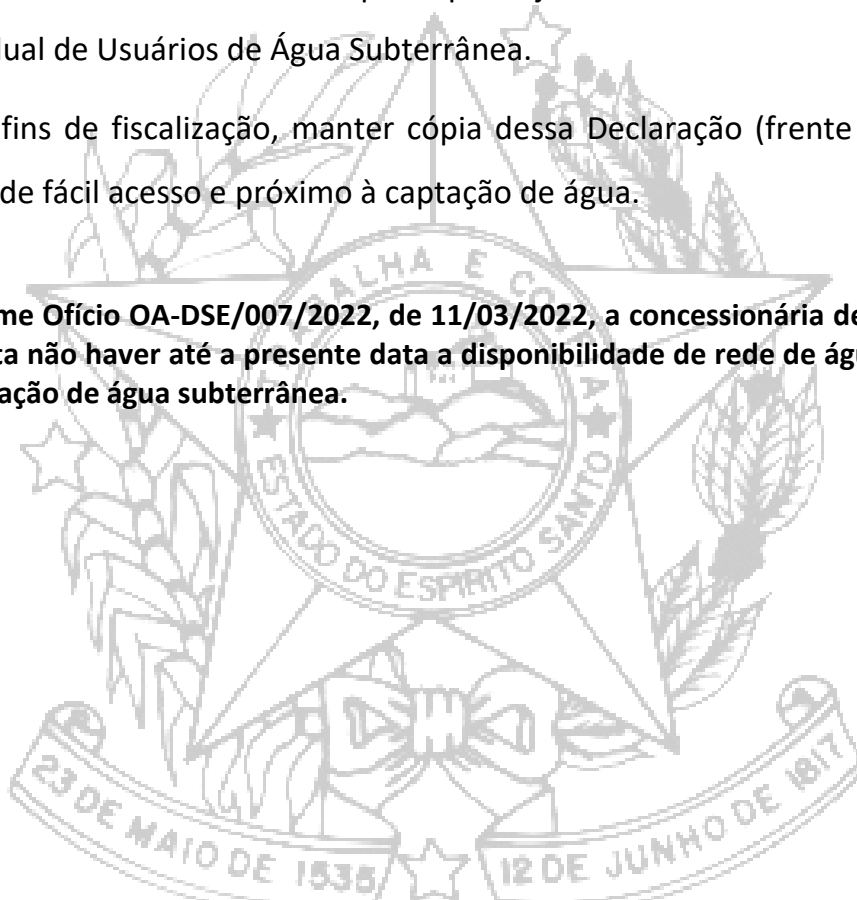 dual de Usuários de Água Subterrânea.
fins de fiscalização, manter cópia dessa Declaração (frente
de fácil acesso e próximo à captação de água.
me Ofício OA-DSE/007/2022, de 11/03/2022, a concessionária de
ta não haver até a presente data a disponibilidade de rede de águ
ação de água subterrânea.
TRABALHA E CONFIA
ESTADO DO ESPIRITO SANTO
23 DE MAIO DE 1535
12 DE JUNHO DE 1817